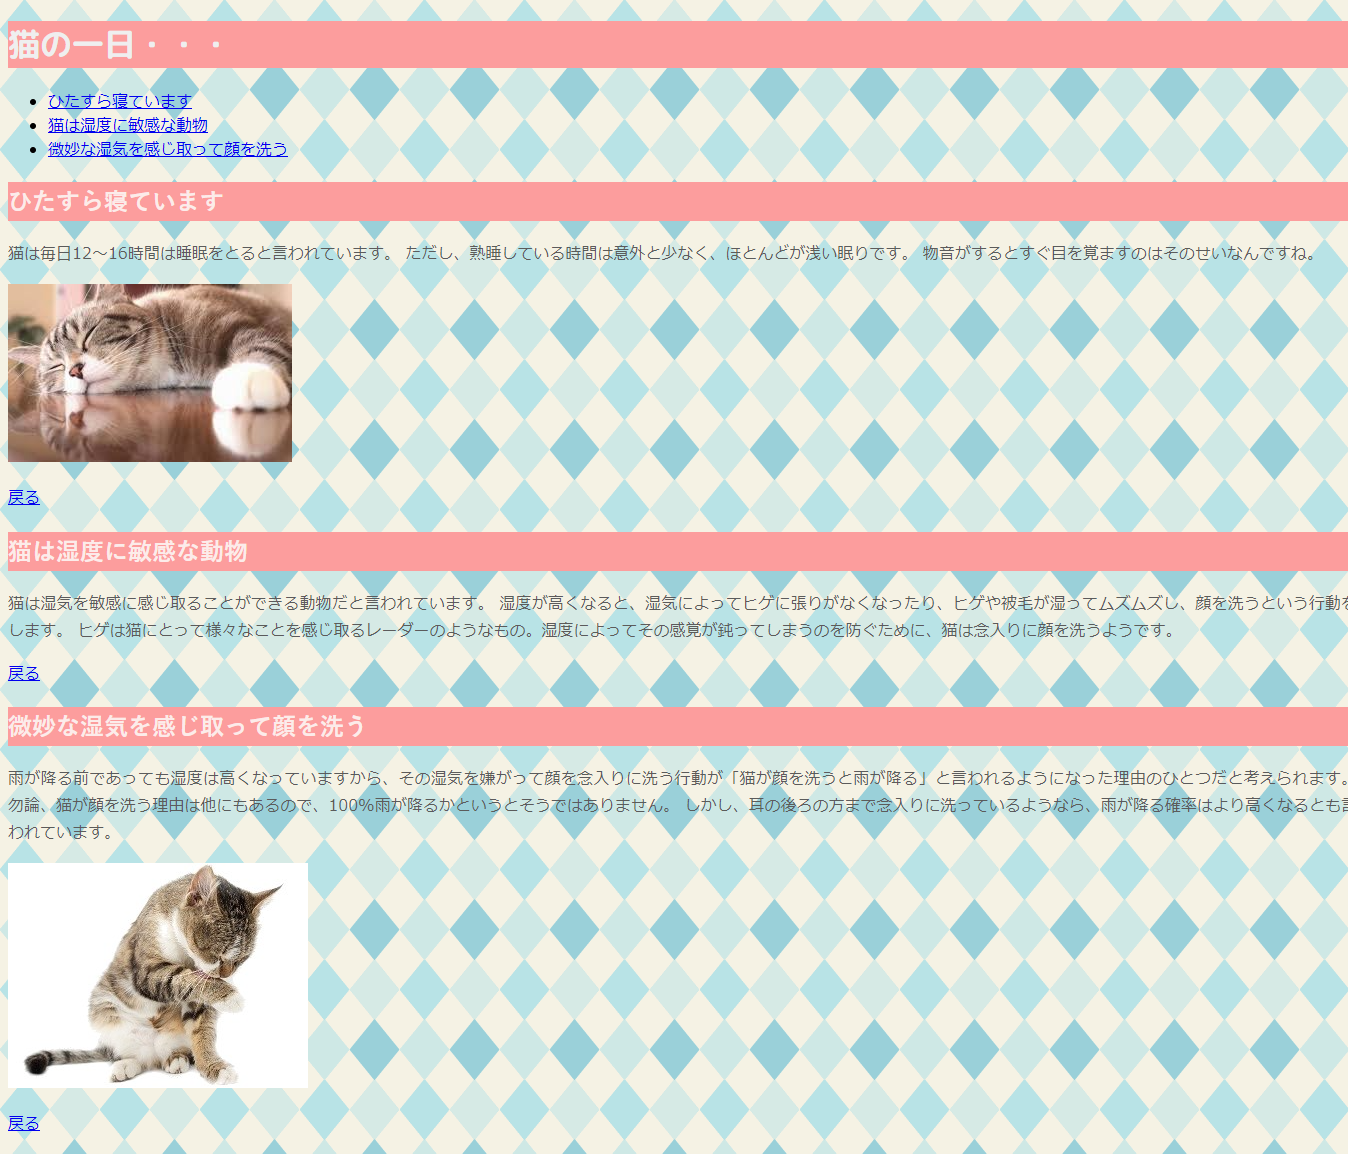 猫の一日・・・
ひたすら寝ています
猫は湿度に敏感な動物
微妙な湿気を感じ取って顔を洗う
ひたすら寝ています
猫は毎日12～16時間は睡眠をとると言われています。 ただし、熟睡している時間は意外と少なく、ほとんどが浅い眠りです。 物音がするとすぐ目を覚ますのはそのせいなんですね。
戻る
猫は湿度に敏感な動物
猫は湿気を敏感に感じ取ることができる動物だと言われています。 湿度が高くなると、湿気によってヒゲに張りがなくなったり、ヒゲや被毛が湿ってムズムズし、顔を洗うという行動を
します。 ヒゲは猫にとって様々なことを感じ取るレーダーのようなもの。湿度によってその感覚が鈍ってしまうのを防ぐために、猫は念入りに顔を洗うようです。
戻る
微妙な湿気を感じ取って顔を洗う
雨が降る前であっても湿度は高くなっていますから、その湿気を嫌がって顔を念入りに洗う行動が「猫が顔を洗うと雨が降る」と言われるようになった理由のひとつだと考えられます。
勿論、猫が顔を洗う理由は他にもあるので、100%雨が降るかというとそうではありません。 しかし、耳の後ろの方まで念入りに洗っているようなら、雨が降る確率はより高くなるとも言
われています。
戻る